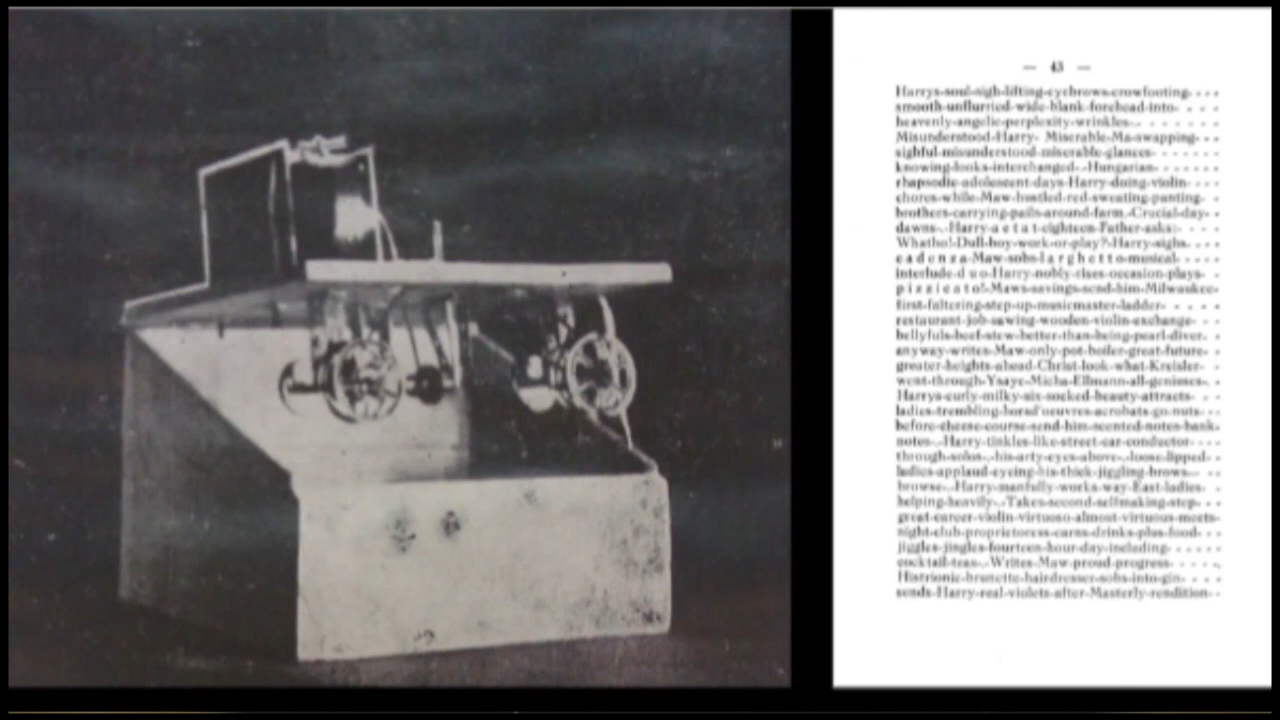 — 43 —
Harrys-soul-sigh-lifting-eyebrows-crowfooting- - - -
smooth-unflurried-wide-blank-forehead-into- - - -
heavenly-angelic-perplexity-wrinkles- - - - - - -
Misunderstood-Harry- Miserable-Ma-swapping- - -
sighful-misunderstood-miserable-glances- - - - - - -
knowing-looks-interchanged-.-Hungarian- - - - - - -
rhapsodic-adolescent-days-Harry-doing-violin- - - -
chores-while-Maw-hustled-red-sweating-panting- - -
brothers-carrying-pails-around-farm.-Crucial-day- -
dawns-.-Harry-a e t a t-eighteen-Father-asks:- - - -
Whatho!-Dull-boy-work-or-play?-Harry-sighs- - - - -
c a d e n z a-Maw-sobs-l a r g h e t t o-musical- - - - -
interlude-d u o-Harry-nobly-rises-occasion-plays- -
p i z z i c a t o!-Maws-savings-send-him-Milwaukee-
first-faltering-step-up-musicmaster-ladder- - - - -
restaurant-job-sawing-wooden-violin-exchange- - - -
bellyfuls-beef-stew-better-than-being-pearl-diver- -
anyway-writes-Maw-only-pot-boiler-great-future- - -
greater-heights-ahead-Christ-look-what-Kreisler- - -
went-through-Ysaye-Micha-Ellmann-all-geniuses- - -
Harrys-curly-milky-six-socked-beauty-attracts- - - -
ladies-trembling-horsd'oeuvres-acrobats-go-nuts- - -
before-cheese-course-send-him-scented-notes-bank-
notes-.-Harry-tinkles-like-street-car-conductor- - - -
through-solos-.-his-arty-eyes-above-.-loose-lipped- -
ladies-applaud-eyeing-his-thick-jiggling-brows- - -
browse-.-Harry-manfully-works-way-East-ladies- - -
helping-heavily-.-Takes-second-selfmaking-step- - -
great-career-violin-virtuoso-almost-virtuous-meets-
night-club-proprietoress-earns-drinks-plus-food- - -
jiggles-jingles-fourteen-hour-day-including- - - - - -
cocktail-teas-.-Writes-Maw-proud-progress- - - - -
Histrionic-brunette-hairdresser-sobs-into-gin- - - -
sends-Harry-real-violets-after-Masterly-rendition- -